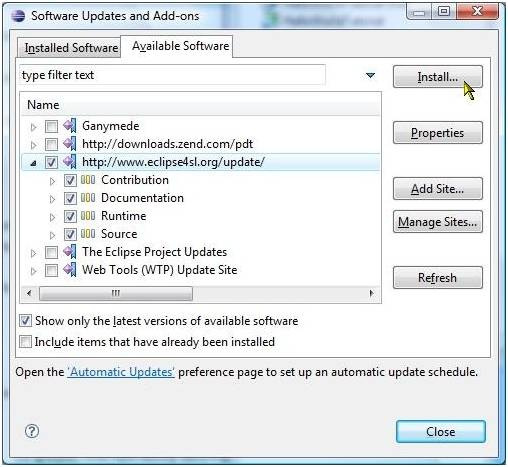 Software Updates and Add-ons
Installed Software Available Software
type filter text
Install...
Name
Ganymede
http://downloads.zend.com/pdt
Properties
http://www.eclipse4sl.org/update/
Contribution
Documentation
Add Site...
Runtime
Manage Sites...
Source
The Eclipse Project Updates
Web Tools (WTP) Update Site
Refresh
Show only the latest versions of available software
Include items that have already been installed
Open the 'Automatic Updates' preference page to set up an automatic update schedule.
Close